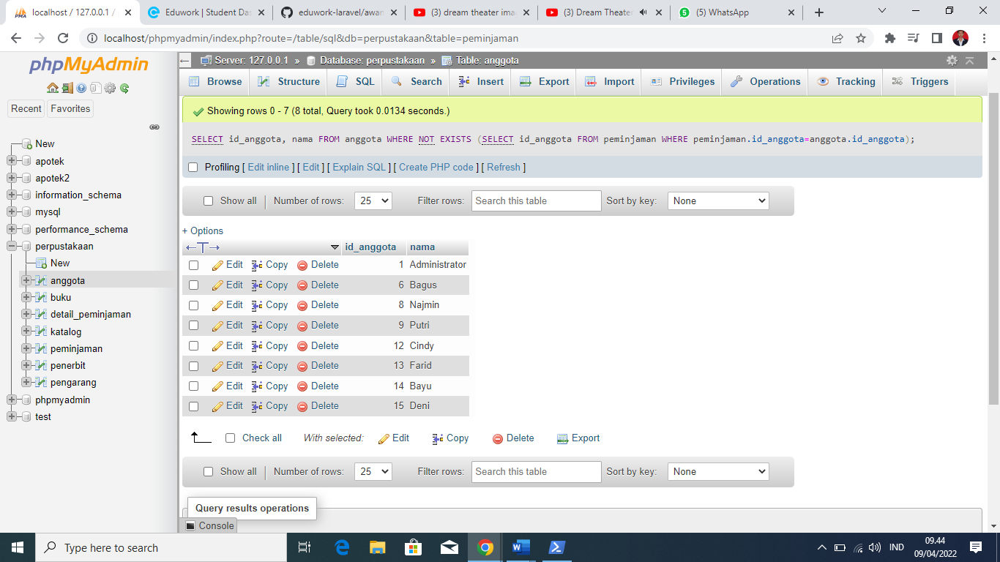 localhost / 127.0.0.1 /
Eduwork | Student Das
eduwork-laravel/awan
(3) dream theater ima
(3) Dream Theater
(5) WhatsApp
localhost/phpmyadmin/index.php?route=/table/sql&db=perpustakaan&table=peminjaman
phpMyAdmin
Recent
Favorites
New
apotek
apotek2
information_schema
mysql
performance_schema
perpustakaan
New
anggota
buku
detail_peminjaman
katalog
peminjaman
penerbit
pengarang
phpmyadmin
test
Server: 127.0.0.1 » Database: perpustakaan » Table: anggota
Browse Structure SQL Search Insert Export Import Privileges Operations Tracking Triggers
Showing rows 0 - 7 (8 total, Query took 0.0134 seconds.)
SELECT id_anggota, nama FROM anggota WHERE NOT EXISTS (SELECT id_anggota FROM peminjaman WHERE peminjaman.id_anggota=anggota.id_anggota);
Profiling [ Edit inline ] [ Edit ] [ Explain SQL ] [ Create PHP code ] [ Refresh ]
Show all | Number of rows: 25 Filter rows: Search this table Sort by key: None
+ Options
←T→ id_anggota nama
Edit Copy Delete 1 Administrator
Edit Copy Delete 6 Bagus
Edit Copy Delete 8 Najmin
Edit Copy Delete 9 Putri
Edit Copy Delete 12 Cindy
Edit Copy Delete 13 Farid
Edit Copy Delete 14 Bayu
Edit Copy Delete 15 Deni
Check all With selected: Edit Copy Delete Export
Show all | Number of rows: 25 Filter rows: Search this table Sort by key: None
Query results operations
Console
Type here to search
IND
09.44
09/04/2022